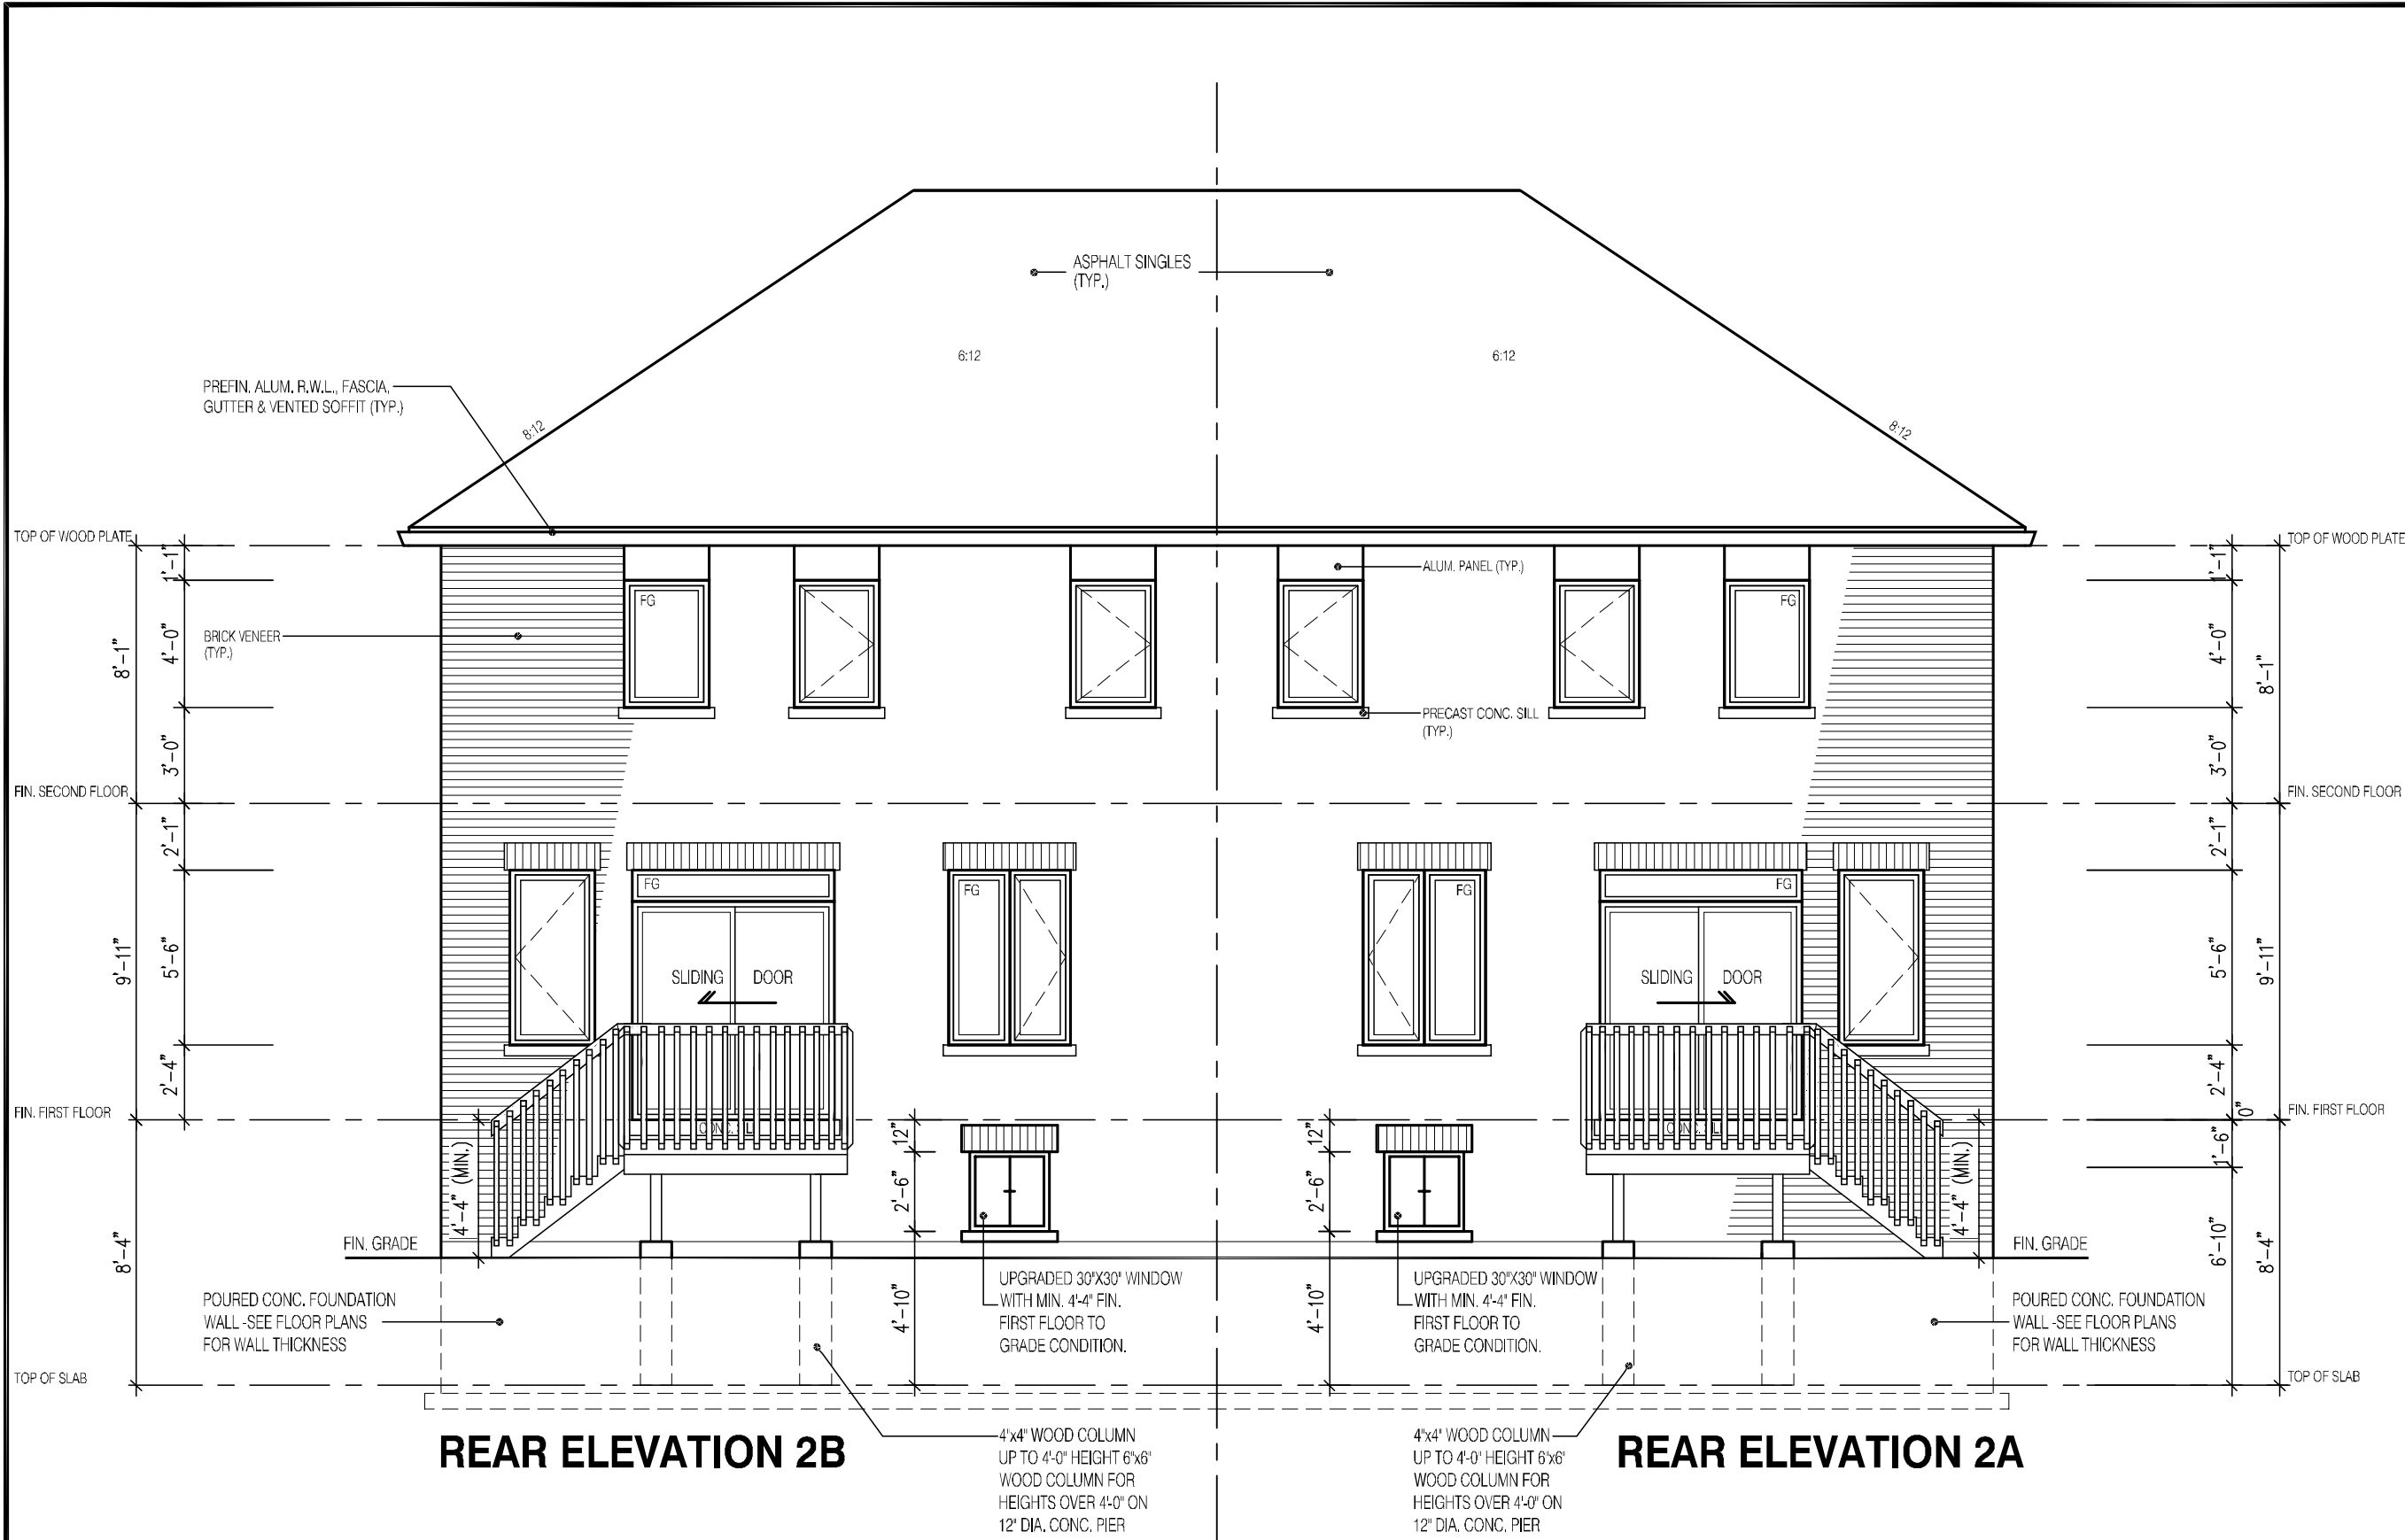 ASPHALT SINGLES
(TYP.)
6:12
6:12
PREFIN. ALUM. R.W.L., FASCIA,
GUTTER & VENTED SOFFIT (TYP.)
8:12
8:12
TOP OF WOOD PLATE
TOP OF WOOD PLATE
1'-1"
1'-1"
ALUM. PANEL (TYP.)
FG
FG
BRICK VENEER
(TYP.)
8'-1"
4'-0"
4'-0"
8'-1"
PRECAST CONC. SILL
(TYP.)
3'-0"
3'-0"
FIN. SECOND FLOOR
FIN. SECOND FLOOR
2'-1"
2'-1"
FG
FG
FG
FG
9'-11"
5'-6"
5'-6"
9'-11"
SLIDING DOOR
SLIDING DOOR
2'-4"
2'-4"
FIN. FIRST FLOOR
0"
FIN. FIRST FLOOR
12"
12"
1'-6"
4'-4" (MIN.)
2'-6"
2'-6"
4'-4" (MIN.)
FIN. GRADE
FIN. GRADE
8'-4"
6'-10"
8'-4"
4'-10"
4'-10"
POURED CONC. FOUNDATION
WALL -SEE FLOOR PLANS
FOR WALL THICKNESS
UPGRADED 30"X30" WINDOW
WITH MIN. 4'-4" FIN.
FIRST FLOOR TO
GRADE CONDITION.
UPGRADED 30"X30" WINDOW
WITH MIN. 4'-4" FIN.
FIRST FLOOR TO
GRADE CONDITION.
POURED CONC. FOUNDATION
WALL -SEE FLOOR PLANS
FOR WALL THICKNESS
TOP OF SLAB
TOP OF SLAB
REAR ELEVATION 2B
4"x4" WOOD COLUMN
UP TO 4'-0" HEIGHT 6"x6"
WOOD COLUMN FOR
HEIGHTS OVER 4'-0" ON
12" DIA. CONC. PIER
4"x4" WOOD COLUMN
UP TO 4'-0" HEIGHT 6"x6"
WOOD COLUMN FOR
HEIGHTS OVER 4'-0" ON
12" DIA. CONC. PIER
REAR ELEVATION 2A